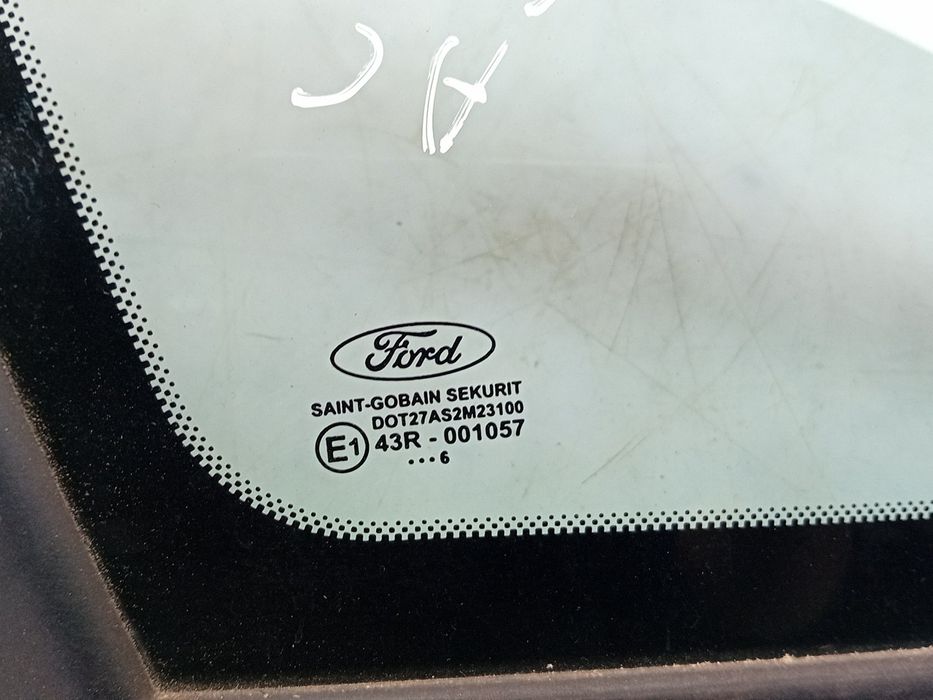 Ford
SAINT-GOBAIN SEKURIT
DOT27AS2M23100
E1 43R - 001057
...6